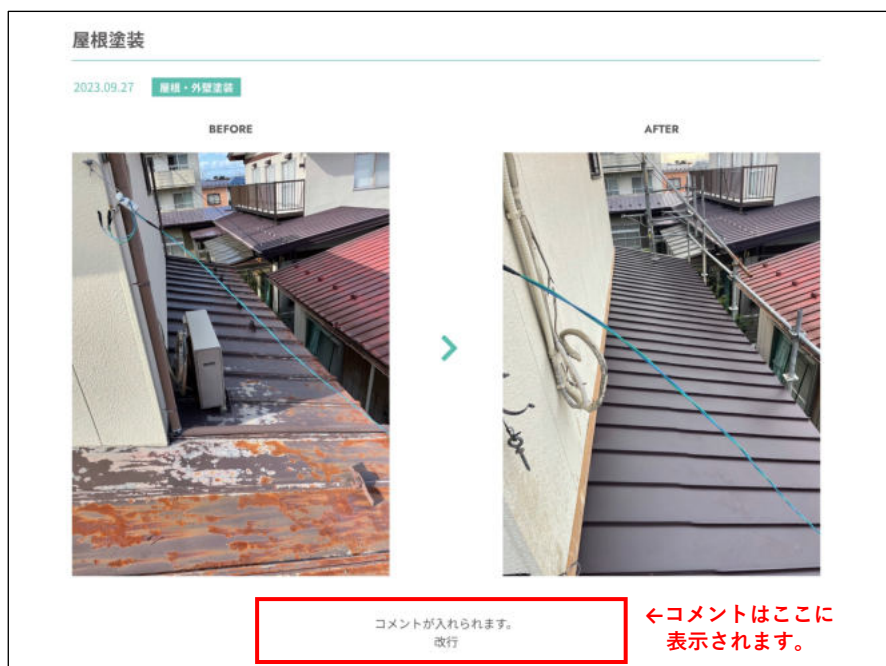 屋根塗装
2023.09.27 屋根・外壁塗装
BEFORE
AFTER
コメントが入れられます。
改行
←コメントはここに
表示されます。